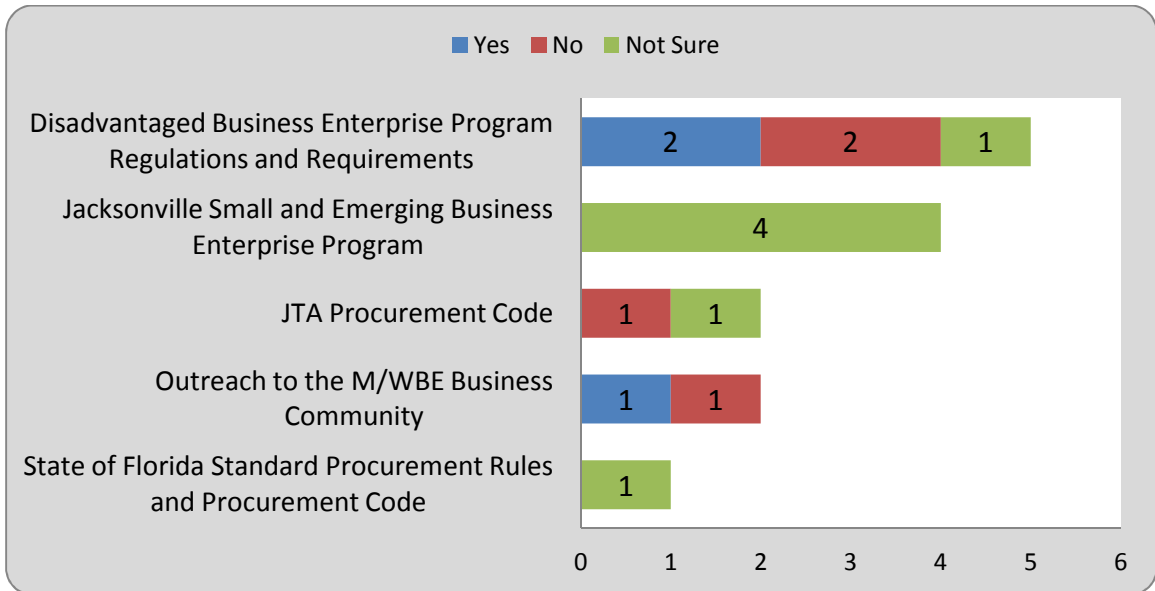 Yes No Not Sure
Disadvantaged Business Enterprise Program
Regulations and Requirements
2 2 1
Jacksonville Small and Emerging Business
Enterprise Program
4
JTA Procurement Code
1 1
Outreach to the M/WBE Business
Community
1 1
State of Florida Standard Procurement Rules
and Procurement Code
1
0 1 2 3 4 5 6